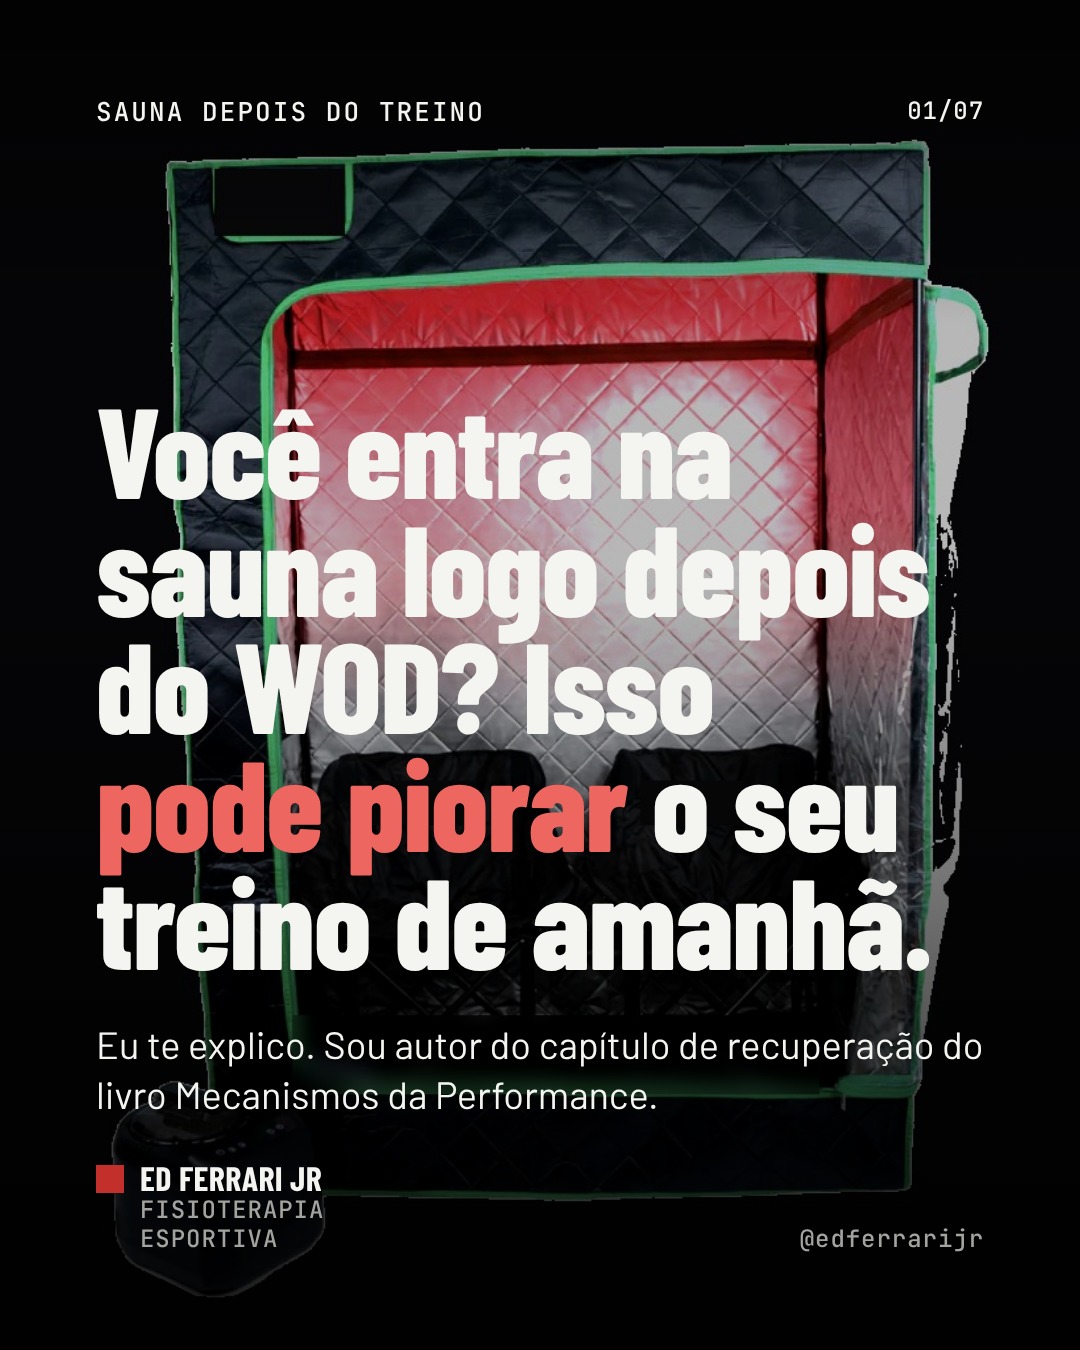 SAUNA DEPOIS DO TREINO
01/07
Você entra na
sauna logo depois
do WOD? Isso
pode piorar o seu
treino de amanhã.
Eu te explico. Sou autor do capítulo de recuperação do
livro Mecanismos da Performance.
ED FERRARI JR
FISIOTERAPIA
ESPORTIVA
@edferrarijr